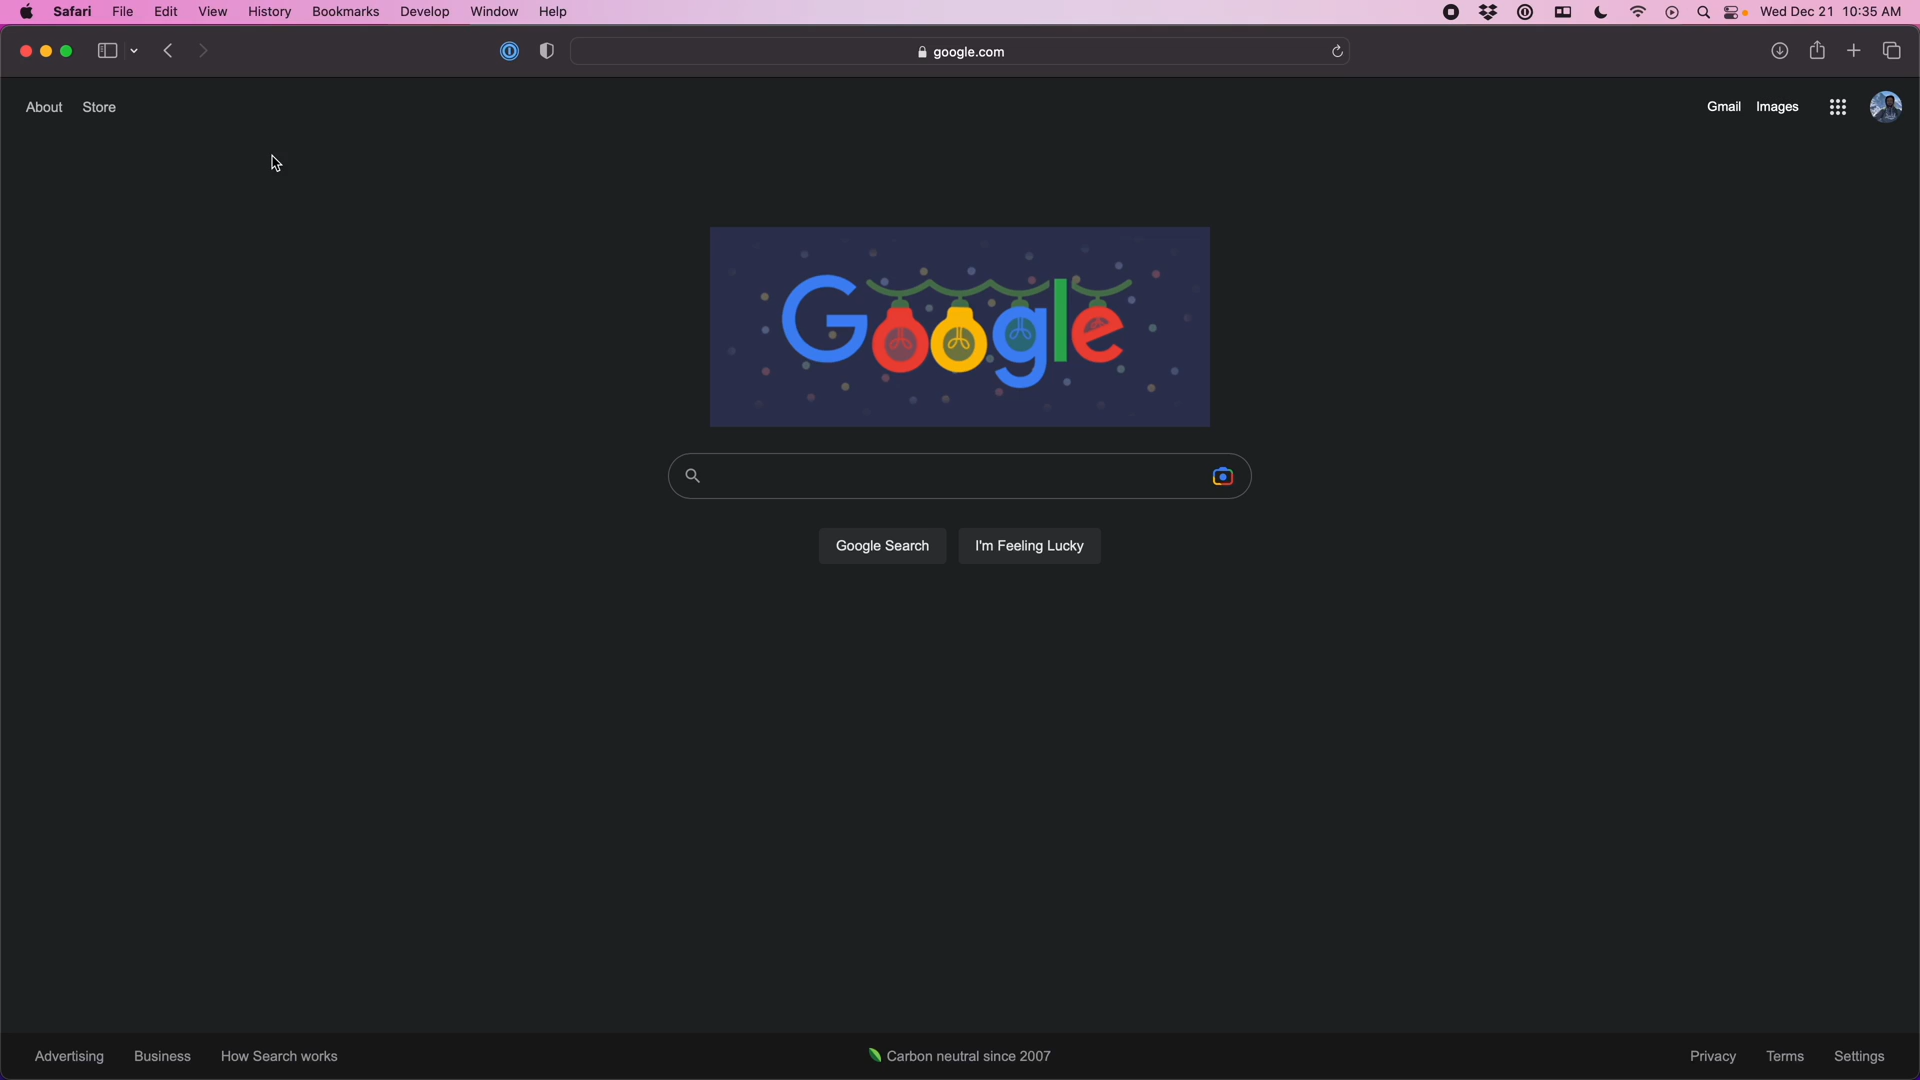 Safari File Edit View History Bookmarks Develop Window Help Wed Dec 21 10:35 AM
google.com
About Store Gmail Images
Google
Google Search I'm Feeling Lucky
Advertising Business How Search works Carbon neutral since 2007 Privacy Terms Settings